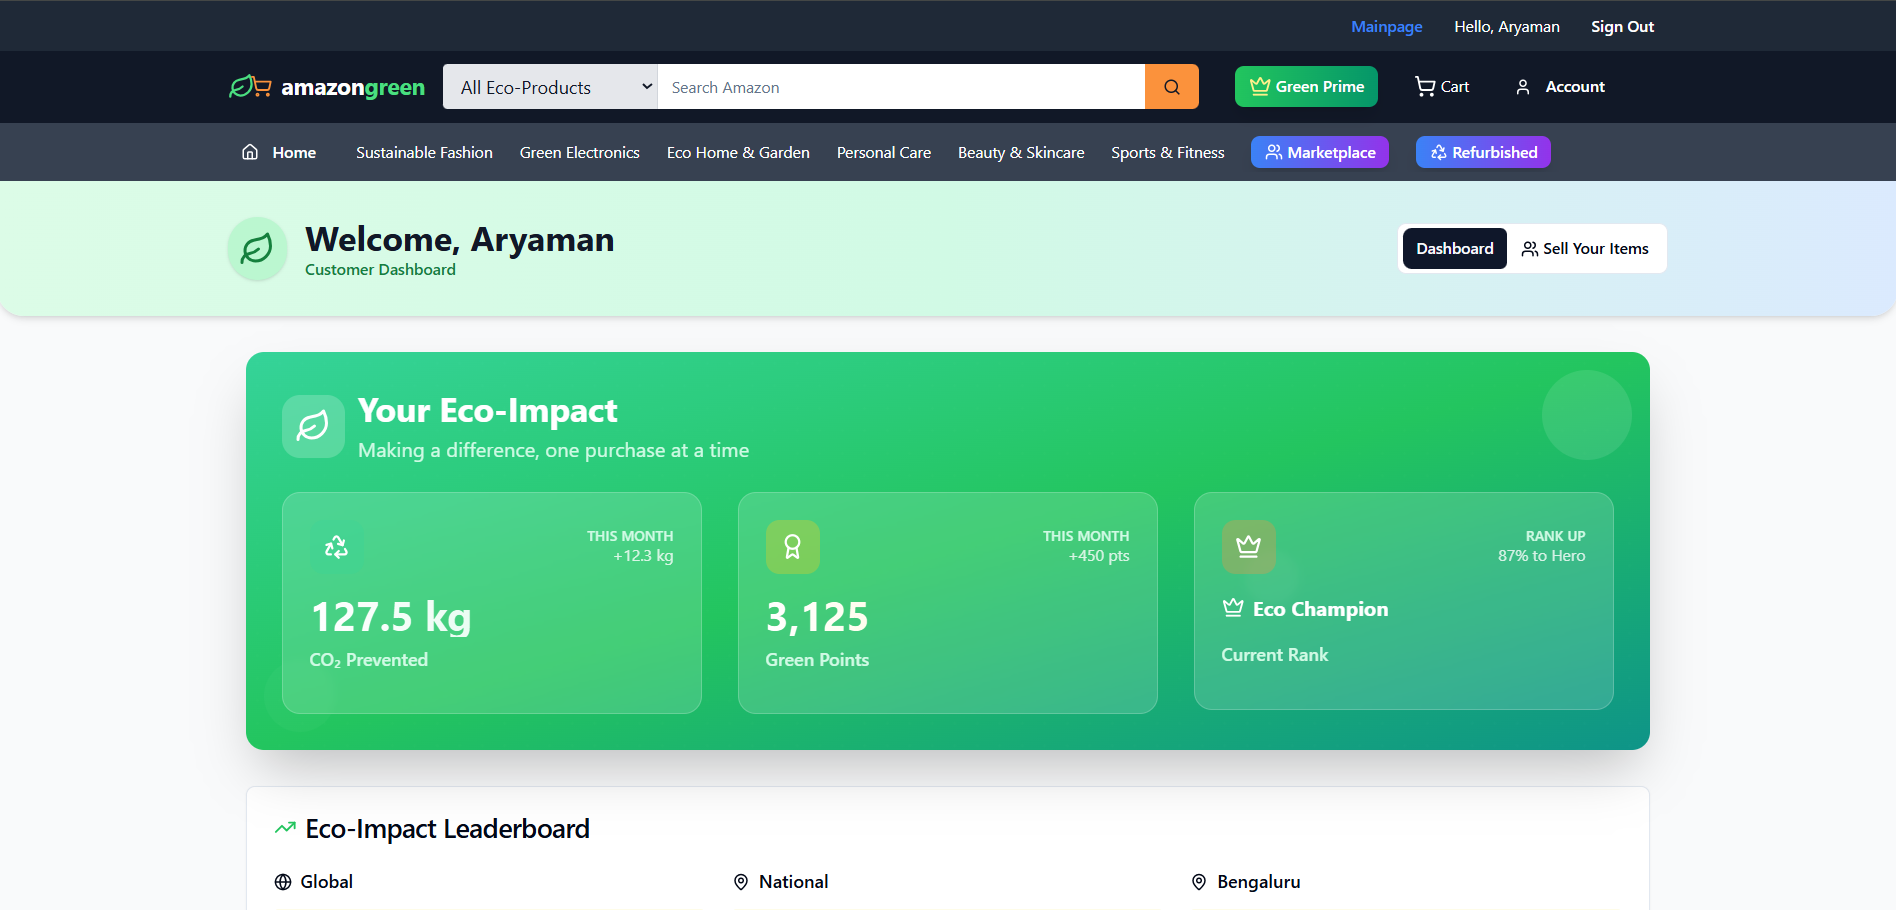 Mainpage Hello, Aryaman Sign Out
amazongreen All Eco-Products Search Amazon Green Prime Cart Account
Home Sustainable Fashion Green Electronics Eco Home & Garden Personal Care Beauty & Skincare Sports & Fitness Marketplace Refurbished
Welcome, Aryaman
Customer Dashboard
Dashboard Sell Your Items
Your Eco-Impact
Making a difference, one purchase at a time
THIS MONTH
+12.3 kg
127.5 kg
CO₂ Prevented
THIS MONTH
+450 pts
3,125
Green Points
RANK UP
87% to Hero
Eco Champion
Current Rank
Eco-Impact Leaderboard
Global National Bengaluru